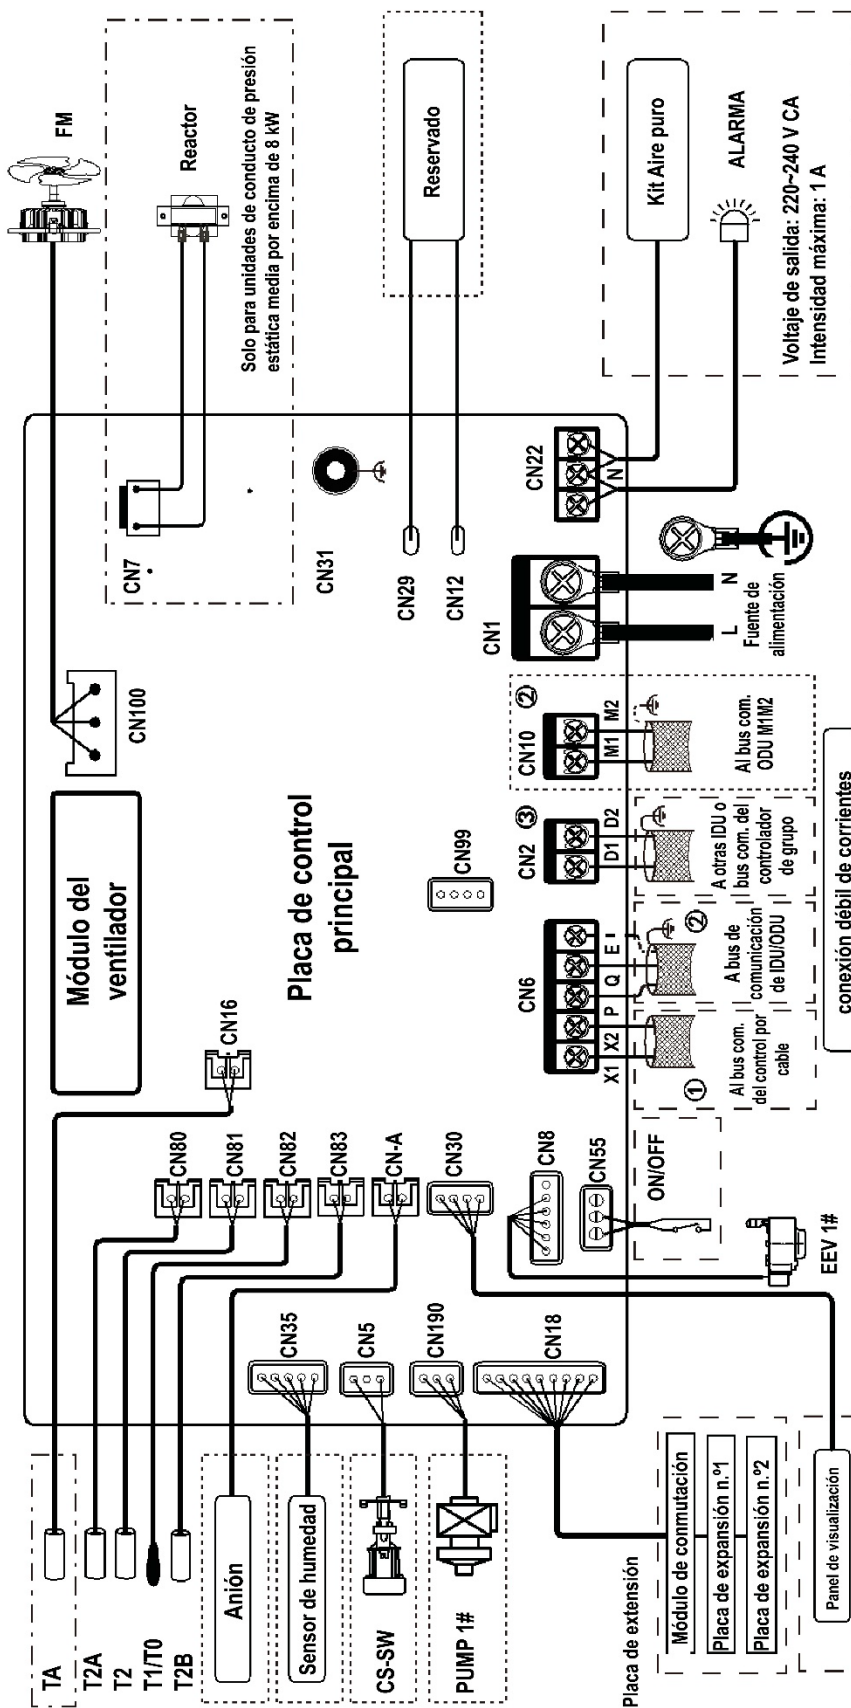 TA
T2A
T2
T1/T0
T2B
Anión
Sensor de humedad
CS-SW
PUMP 1#
Placa de extensión
Módulo de conmutación
Placa de expansión n.º1
Placa de expansión n.º2
Panel de visualización
CN16
CN80
CN81
CN82
CN83
CN-A
CN30
CN35
CN5
CN190
CN18
CN8
CN55
ON/OFF
EEV 1#
Módulo del
ventilador
Placa de control
principal
CN99
CN6
X1
X2
P
Q
E
①
Al bus com.
del control por
cable
②
A bus de
comunicación
de IDU/ODU
CN2
③
D1
D2
A otras IDU o
bus com. del
controlador
de grupo
CN10
②
M1
M2
Al bus com.
ODU M1M2
conexión débil de corrientes
CN100
FM
CN7
Reactor
Solo para unidades de conducto de presión
estática media por encima de 8 kW
CN31
CN29
CN12
Reservado
CN1
L
N
Fuente de
alimentación
CN22
N
Kit Aire puro
ALARMA
Voltaje de salida: 220~240 V CA
Intensidad máxima: 1 A